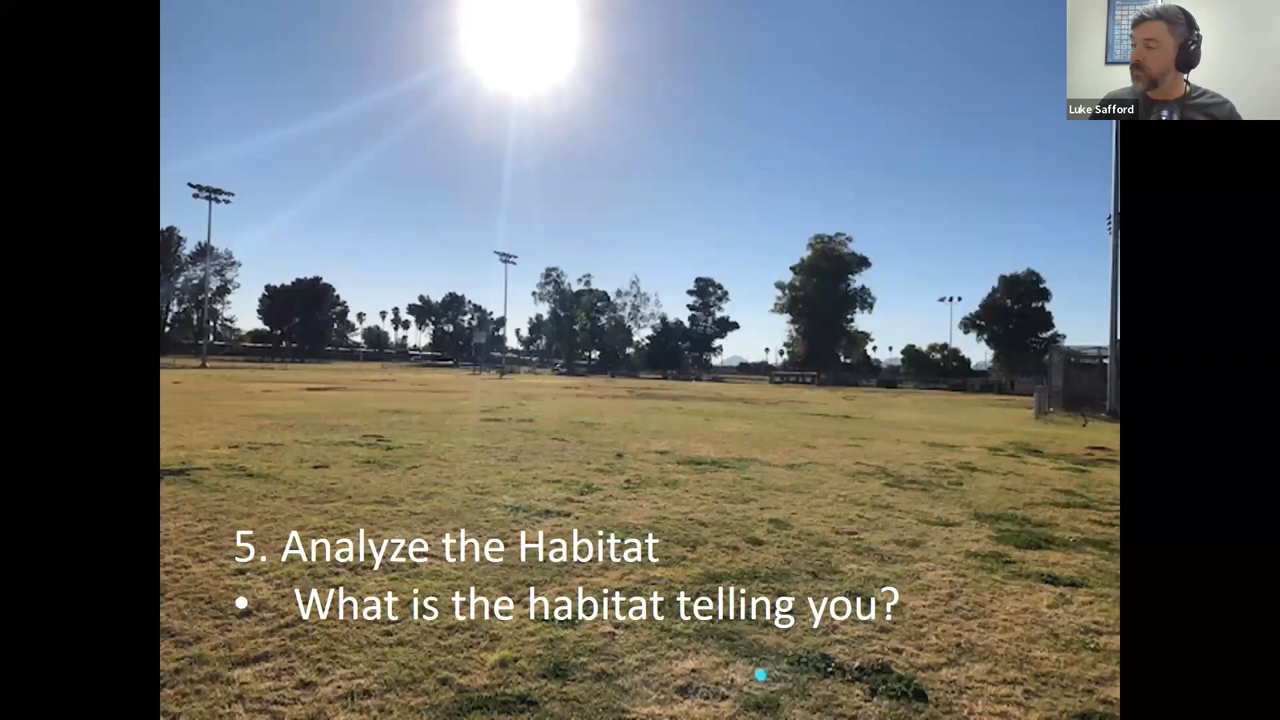 Luke Safford
5. Analyze the Habitat
• What is the habitat telling you?